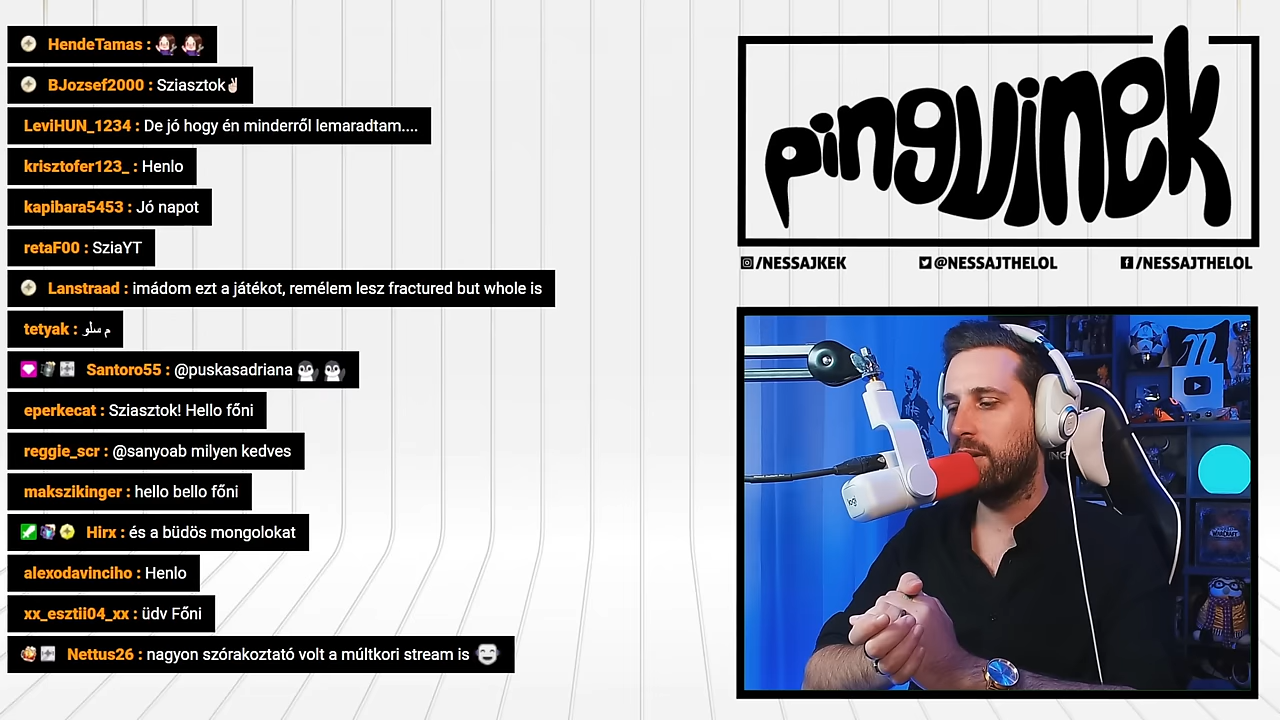 HendeTamas :
BJozsef2000 : Sziasztok
LeviHUN_1234 : De jó hogy én minderről lemaradtam....
krisztofer123_ : Henlo
kapibara5453 : Jó napot
retaF00 : SziaYT
Lanstraad : imádom ezt a játékot, remélem lesz fractured but whole is
tetyak :
Santoro55 : @puskasadriana
eperkecat : Sziasztok! Hello főni
reggie_scr : @sanyoab milyen kedves
makszikinger : hello bello főni
Hirx : és a büdös mongolokat
alexodavinciho : Henlo
xx_esztii04_xx : üdv Főni
Nettus26 : nagyon szórakoztató volt a múltkori stream is
pingvinek
/NESSAJKEK @NESSAJTHELOL /NESSAJTHELOL
logi